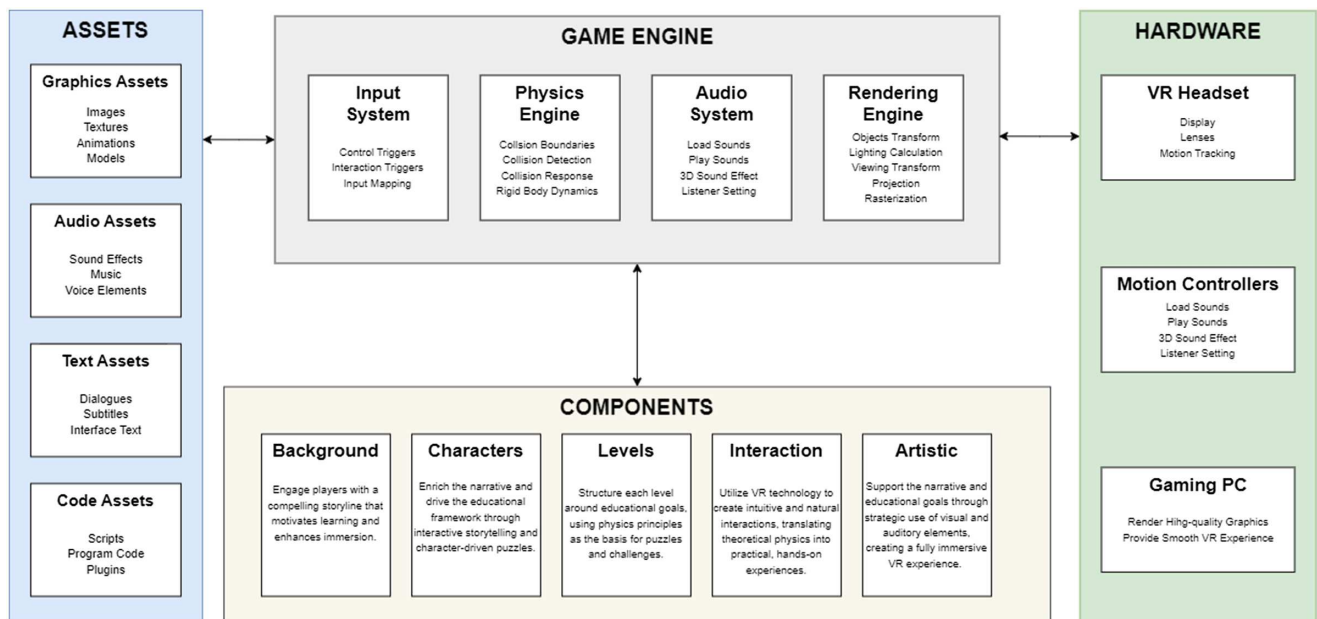 ASSETS
Graphics Assets
Images
Textures
Animations
Models
Audio Assets
Sound Effects
Music
Voice Elements
Text Assets
Dialogues
Subtitles
Interface Text
Code Assets
Scripts
Program Code
Plugins
GAME ENGINE
Input
System
Control Triggers
Interaction Triggers
Input Mapping
Physics
Engine
Collsion Boundaries
Collision Detection
Collision Response
Rigid Body Dynamics
Audio
System
Load Sounds
Play Sounds
3D Sound Effect
Listener Setting
Rendering
Engine
Objects Transform
Lighting Calculation
Viewing Transform
Projection
Rasterization
COMPONENTS
Background
Engage players with a
compelling storyline that
motivates learning and
enhances immersion.
Characters
Enrich the narrative and
drive the educational
framework through
interactive storytelling and
character-driven puzzles.
Levels
Structure each level
around educational goals,
using physics principles
as the basis for puzzles
and challenges.
Interaction
Utilize VR technology to
create intuitive and natural
interactions, translating
theoretical physics into
practical, hands-on
experiences.
Artistic
Support the narrative and
educational goals through
strategic use of visual and
auditory elements,
creating a fully immersive
VR experience.
HARDWARE
VR Headset
Display
Lenses
Motion Tracking
Motion Controllers
Load Sounds
Play Sounds
3D Sound Effect
Listener Setting
Gaming PC
Render Hihg-quality Graphics
Provide Smooth VR Experience